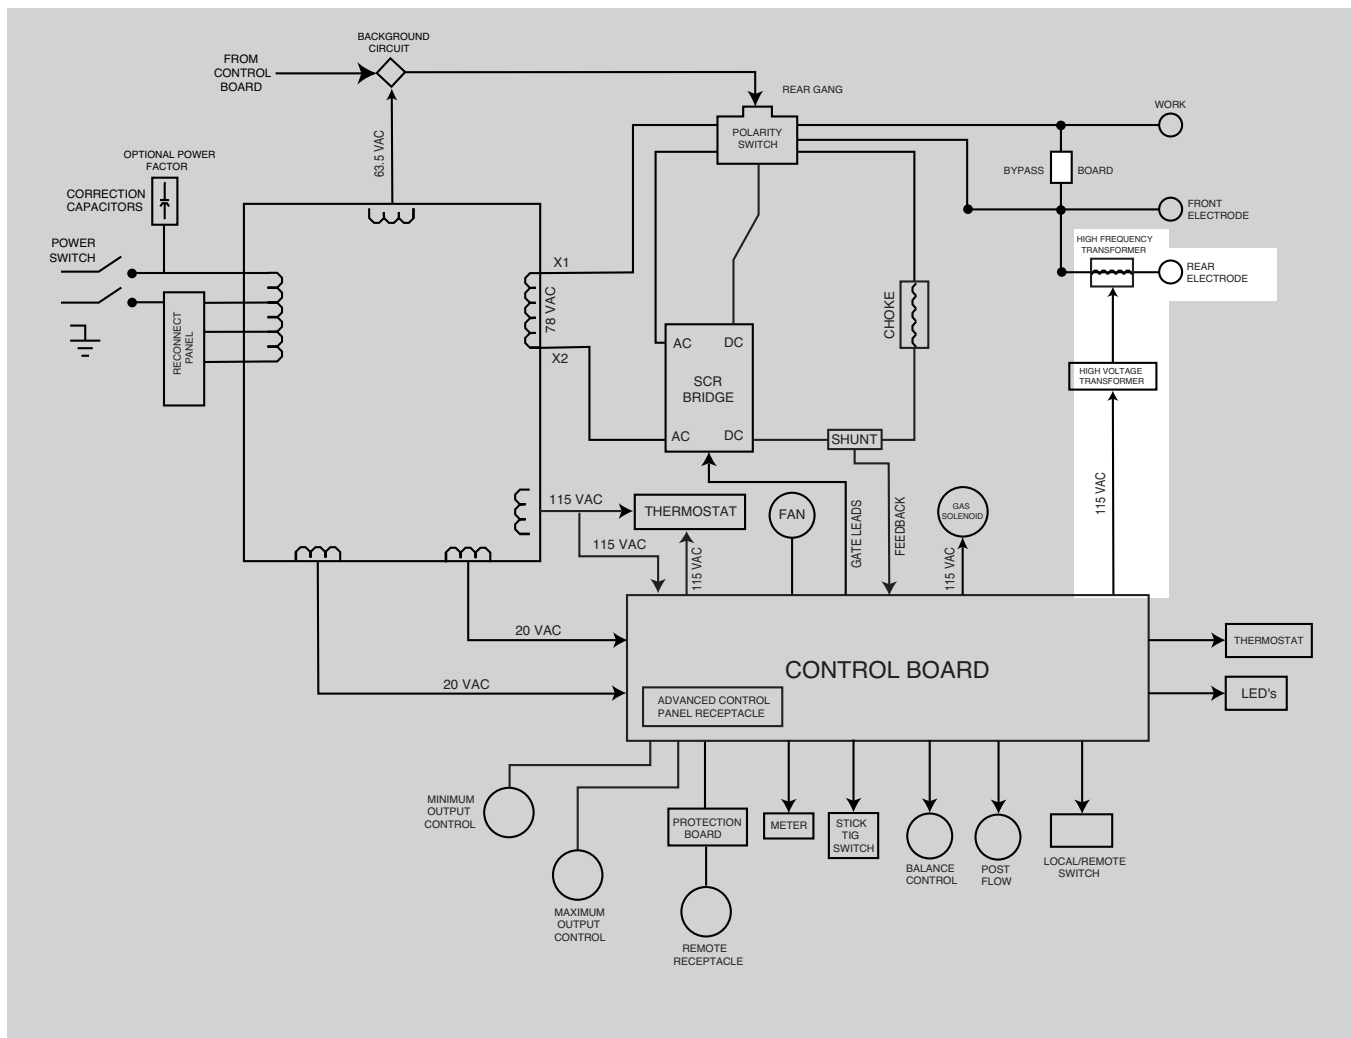 BACKGROUND
CIRCUIT
FROM
CONTROL
BOARD
REAR GANG
WORK
POLARITY
SWITCH
63.5 VAC
OPTIONAL POWER
FACTOR
CORRECTION
CAPACITORS
BYPASS BOARD
FRONT
ELECTRODE
POWER
SWITCH
HIGH FREQUENCY
TRANSFORMER
REAR
ELECTRODE
X1
78 VAC
X2
CHOKE
RECONNECT
PANEL
AC DC
SCR
BRIDGE
AC DC
SHUNT
HIGH VOLTAGE
TRANSFORMER
115 VAC
THERMOSTAT
FAN
GATE LEADS
FEEDBACK
GAS
SOLENOID
115 VAC
115 VAC
115 VAC
115 VAC
20 VAC
20 VAC
CONTROL BOARD
ADVANCED CONTROL
PANEL RECEPTACLE
THERMOSTAT
LED's
MINIMUM
OUTPUT
CONTROL
MAXIMUM
OUTPUT
CONTROL
PROTECTION
BOARD
REMOTE
RECEPTACLE
METER
STICK
TIG
SWITCH
BALANCE
CONTROL
POST
FLOW
LOCAL/REMOTE
SWITCH